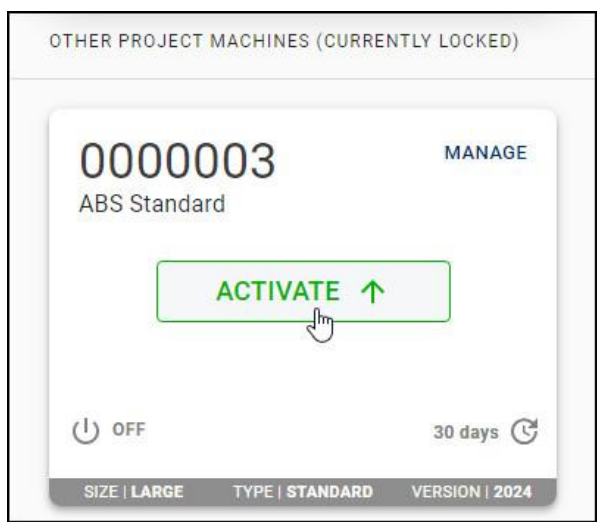 OTHER PROJECT MACHINES (CURRENTLY LOCKED)
0000003
MANAGE
ABS Standard
ACTIVATE ↑
OFF
30 days
SIZE | LARGE TYPE | STANDARD VERSION | 2024